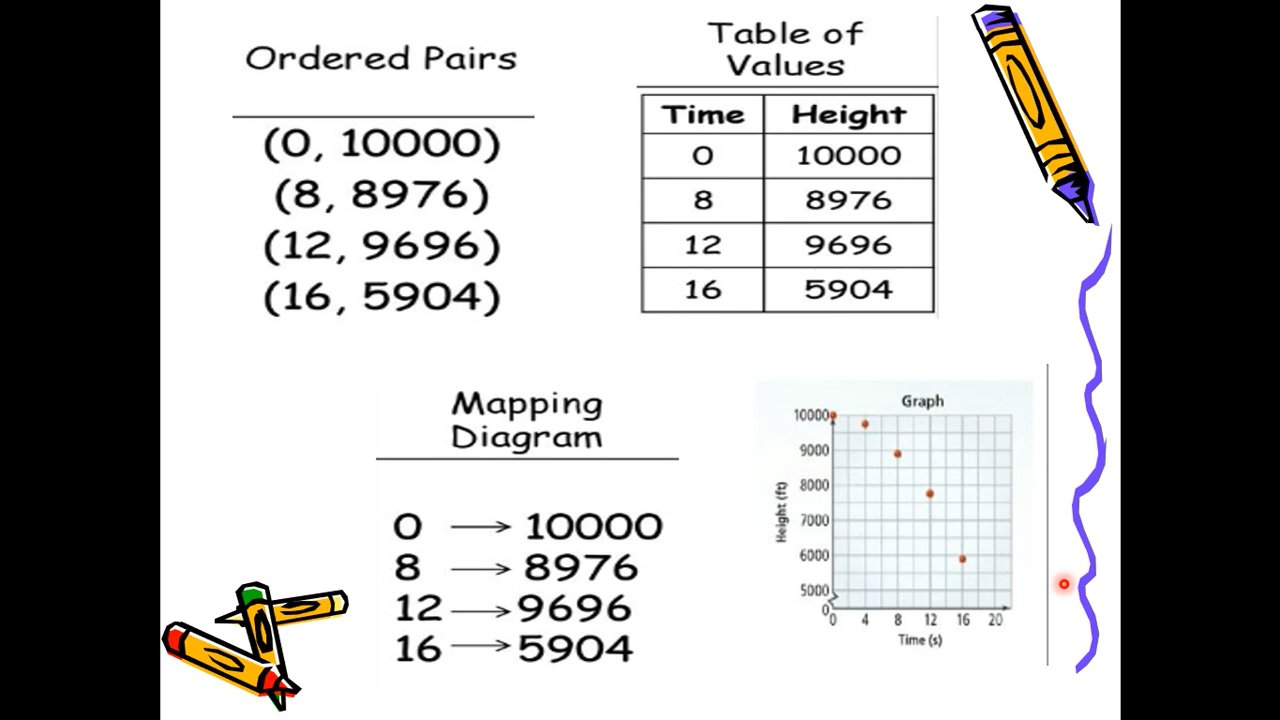 Ordered Pairs
(0, 10000)
(8, 8976)
(12, 9696)
(16, 5904)
Table of
Values
Time Height
0 10000
8 8976
12 9696
16 5904
Mapping
Diagram
0 → 10000
8 → 8976
12 → 9696
16 → 5904
Graph
Height (ft)
10000
9000
8000
7000
6000
5000
0
0 4 8 12 16 20
Time (s)